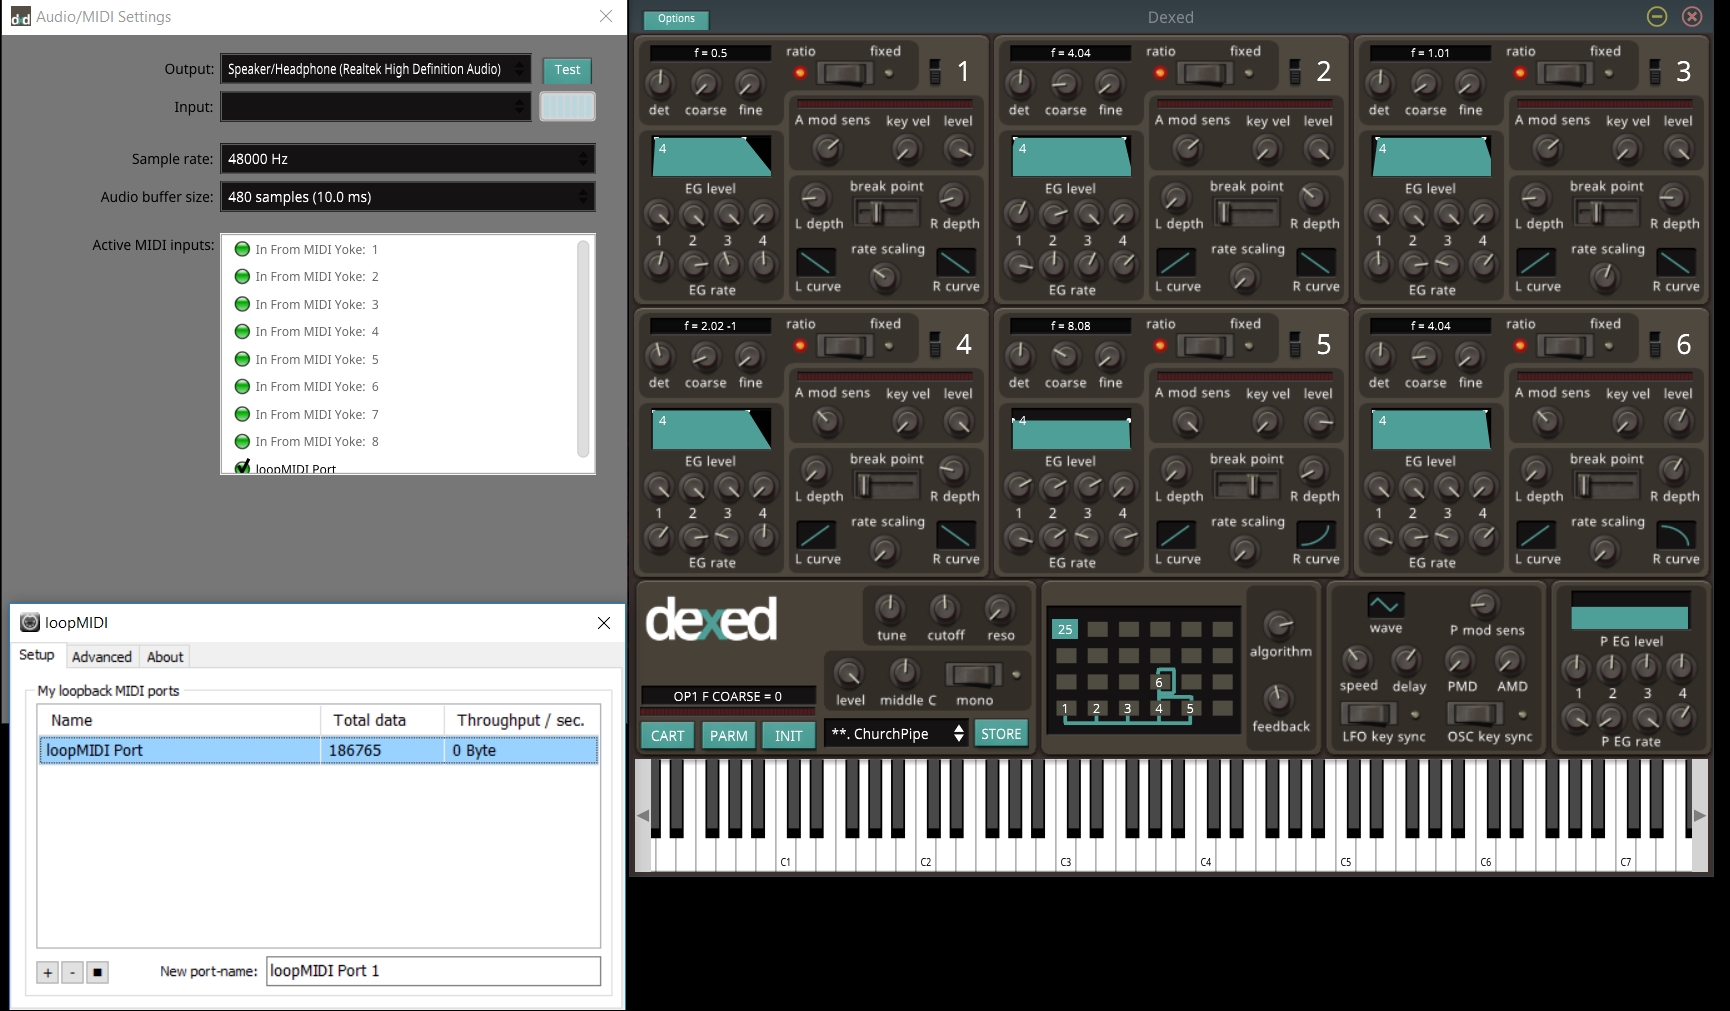 Audio/MIDI Settings
Output: Speaker/Headphone (Realtek High Definition Audio) Test
Input:
Sample rate: 48000 Hz
Audio buffer size: 480 samples (10.0 ms)
Active MIDI inputs: In From MIDI Yoke: 1
In From MIDI Yoke: 2
In From MIDI Yoke: 3
In From MIDI Yoke: 4
In From MIDI Yoke: 5
In From MIDI Yoke: 6
In From MIDI Yoke: 7
In From MIDI Yoke: 8
loopMIDI Port
loopMIDI
Setup Advanced About
My loopback MIDI ports
Name Total data Throughput / sec.
loopMIDI Port 186765 0 Byte
+ - New port-name: loopMIDI Port 1
Options Dexed
f = 0.5 ratio fixed 1
det coarse fine
A mod sens key vel level
4
EG level
break point
L depth R depth
1 2 3 4
rate scaling
L curve R curve
EG rate
f = 4.04 ratio fixed 2
det coarse fine
A mod sens key vel level
4
EG level
break point
L depth R depth
1 2 3 4
rate scaling
L curve R curve
EG rate
f = 1.01 ratio fixed 3
det coarse fine
A mod sens key vel level
4
EG level
break point
L depth R depth
1 2 3 4
rate scaling
L curve R curve
EG rate
f = 2.02 -1 ratio fixed 4
det coarse fine
A mod sens key vel level
4
EG level
break point
L depth R depth
1 2 3 4
rate scaling
L curve R curve
EG rate
f = 8.08 ratio fixed 5
det coarse fine
A mod sens key vel level
4
EG level
break point
L depth R depth
1 2 3 4
rate scaling
L curve R curve
EG rate
f = 4.04 ratio fixed 6
det coarse fine
A mod sens key vel level
4
EG level
break point
L depth R depth
1 2 3 4
rate scaling
L curve R curve
EG rate
dexed
tune cutoff reso
level middle C mono
OP1 F COARSE = 0
CART PARM INIT **. ChurchPipe STORE
25
6
1 2 3 4 5
algorithm
feedback
wave P mod sens
speed delay PMD AMD
LFO key sync OSC key sync
P EG level
1 2 3 4
P EG rate
C1 C2 C3 C4 C5 C6 C7